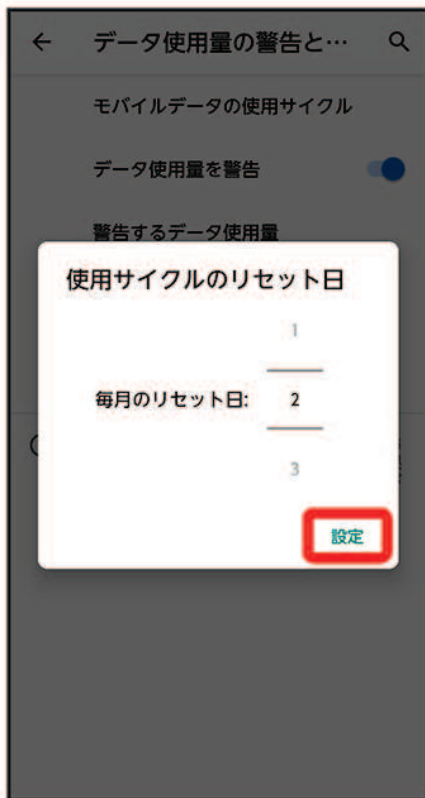 データ使用量の警告と…
モバイルデータの使用サイクル
データ使用量を警告
警告するデータ使用量
使用サイクルのリセット日
1
毎月のリセット日: 2
3
設定